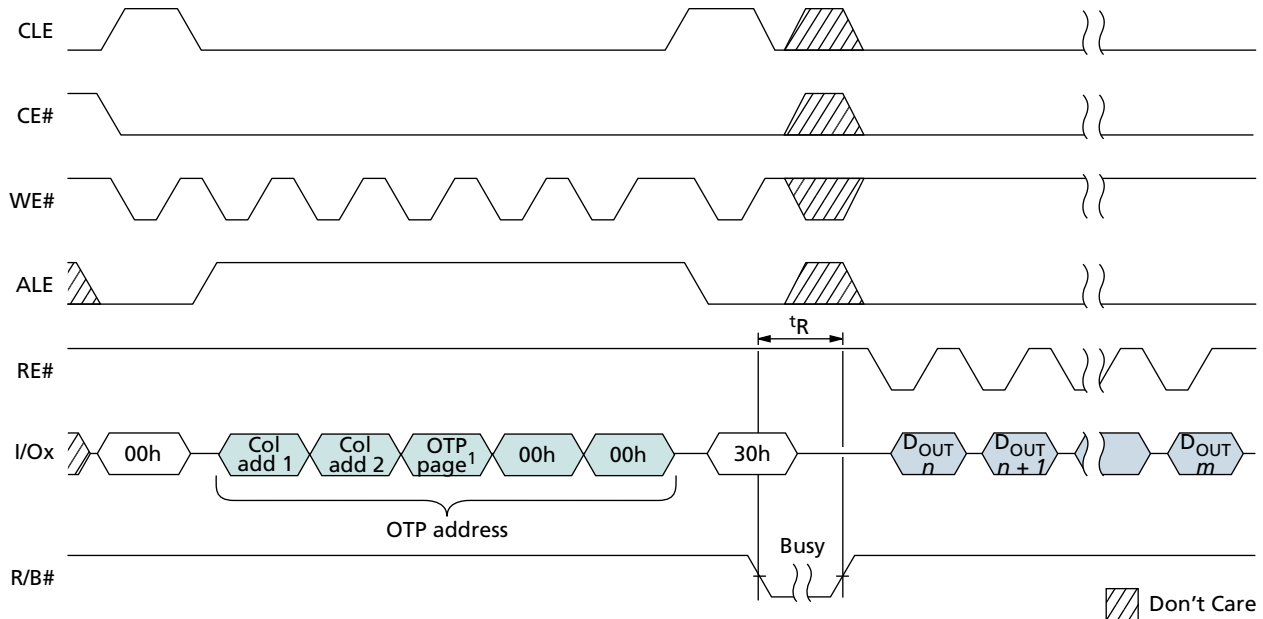 CLE
CE#
WE#
ALE
tR
RE#
I/Ox 00h Col add 1 Col add 2 OTP page1 00h 00h 30h DOUT n DOUT n + 1 DOUT m
OTP address
Busy
R/B#
Don't Care